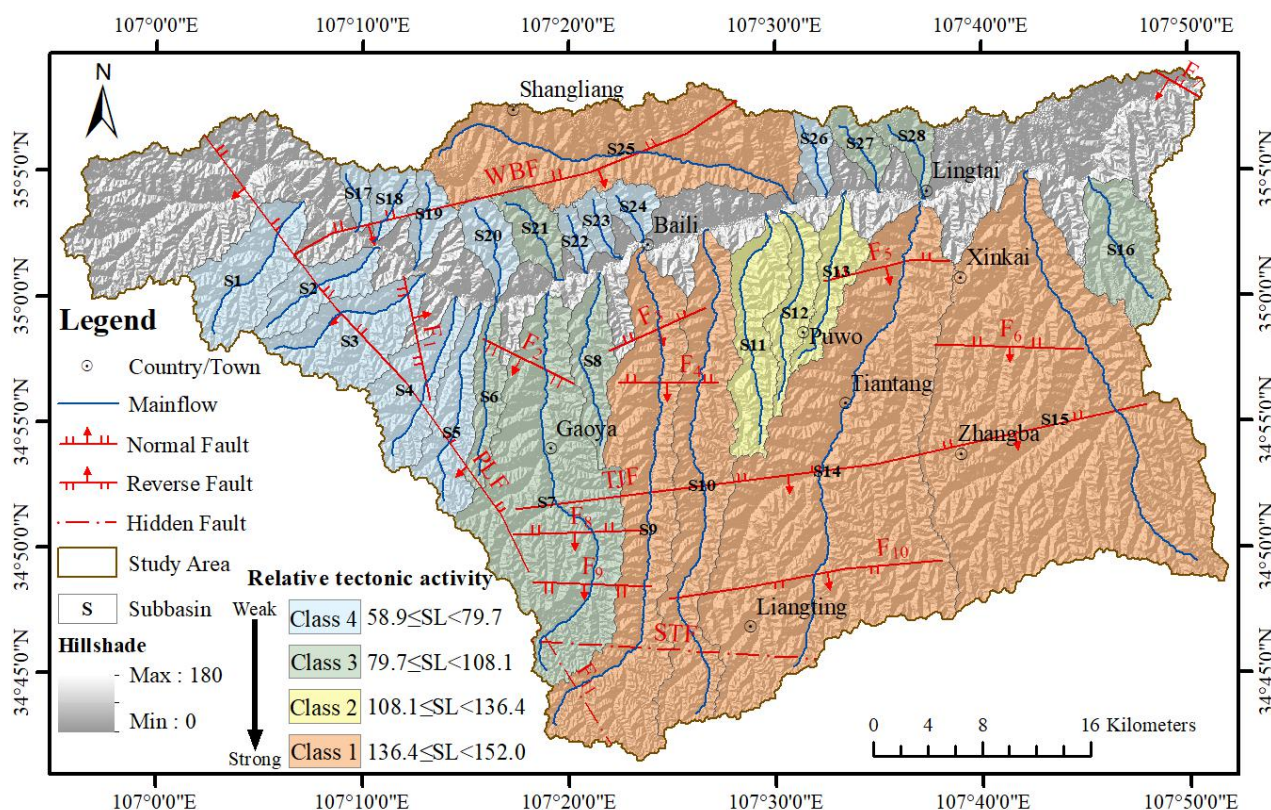 107°0'0"E 107°10'0"E 107°20'0"E 107°30'0"E 107°40'0"E 107°50'0"E
N
Shangliang
F
35°5'0"N
35°5'0"N
S25
S26
S27
S28
Lingtai
WBF
S17
S18
S19
S20
S21
S22
S23
S24
Baili
S16
S1
S2
S3
S4
S5
S6
S8
F₂
F₄
F₅
F₆
Xinkai
S13
S12
S11
Puwo
35°0'0"N
35°0'0"N
Tiantang
Gaoya
Zhangba
S15
34°55'0"N
34°55'0"N
RLF
TJF
S7
S10
S14
S9
F₈
F₉
F₁₀
34°50'0"N
34°50'0"N
Liangting
STF
34°45'0"N
34°45'0"N
Legend
Country/Town
Mainflow
Normal Fault
Reverse Fault
Hidden Fault
Study Area
S Subbasin
Hillshade
Max : 180
Min : 0
Relative tectonic activity
Weak
Class 4 58.9≤SL<79.7
Class 3 79.7≤SL<108.1
Class 2 108.1≤SL<136.4
Class 1 136.4≤SL<152.0
Strong
0 4 8 16 Kilometers
107°0'0"E 107°10'0"E 107°20'0"E 107°30'0"E 107°40'0"E 107°50'0"E